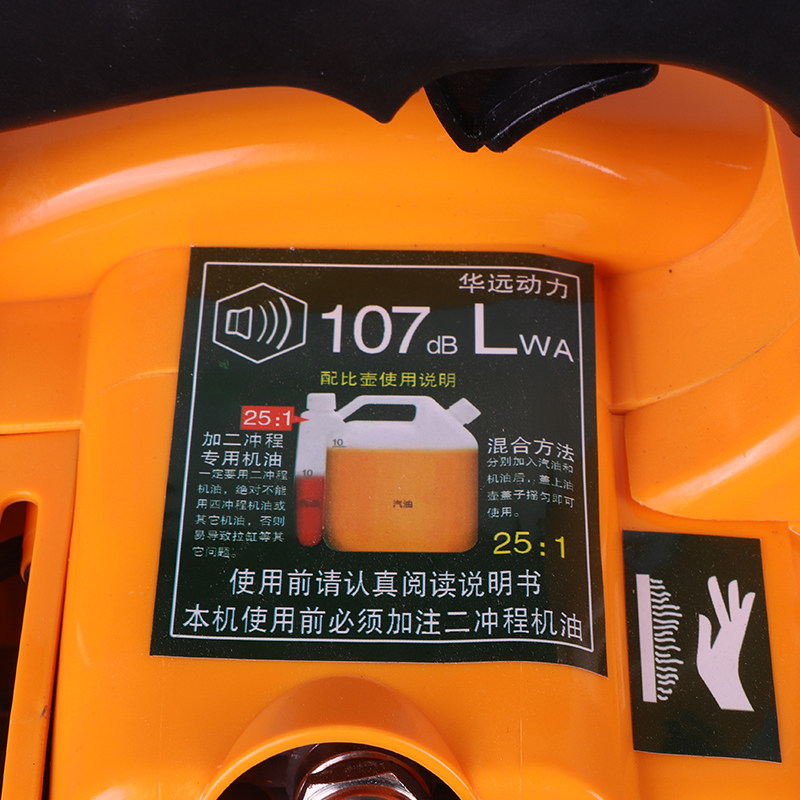 华远动力
107dB LWA
配比壶使用说明
25:1
加二冲程
专用机油
一定要用二冲程
机油，绝对不能
用四冲程机油或
其它机油，否则
易导致拉缸等其
它问题。
10
10
机油
汽油
混合方法
分别加入汽油和
机油后，盖上油
壶盖子摇匀即可
使用。
25:1
使用前请认真阅读说明书
本机使用前必须加注二冲程机油